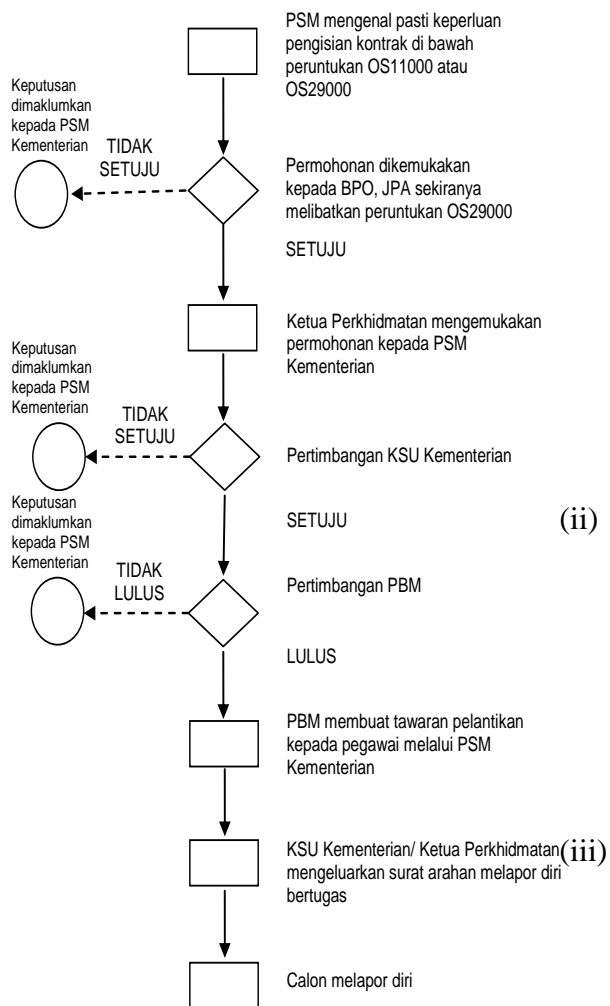 PSM mengenal pasti keperluan
pengisian kontrak di bawah
peruntukan OS11000 atau
OS29000
Keputusan
dimaklumkan
kepada PSM
Kementerian
TIDAK
SETUJU
Permohonan dikemukakan
kepada BPO, JPA sekiranya
melibatkan peruntukan OS29000
SETUJU
Ketua Perkhidmatan mengemukakan
permohonan kepada PSM
Kementerian
Keputusan
dimaklumkan
kepada PSM
Kementerian
TIDAK
SETUJU
Pertimbangan KSU Kementerian
SETUJU
(ii)
Keputusan
dimaklumkan
kepada PSM
Kementerian
TIDAK
LULUS
Pertimbangan PBM
LULUS
PBM membuat tawaran pelantikan
kepada pegawai melalui PSM
Kementerian
KSU Kementerian/ Ketua Perkhidmatan
(iii)
mengeluarkan surat arahan melapor diri
bertugas
Calon melapor diri